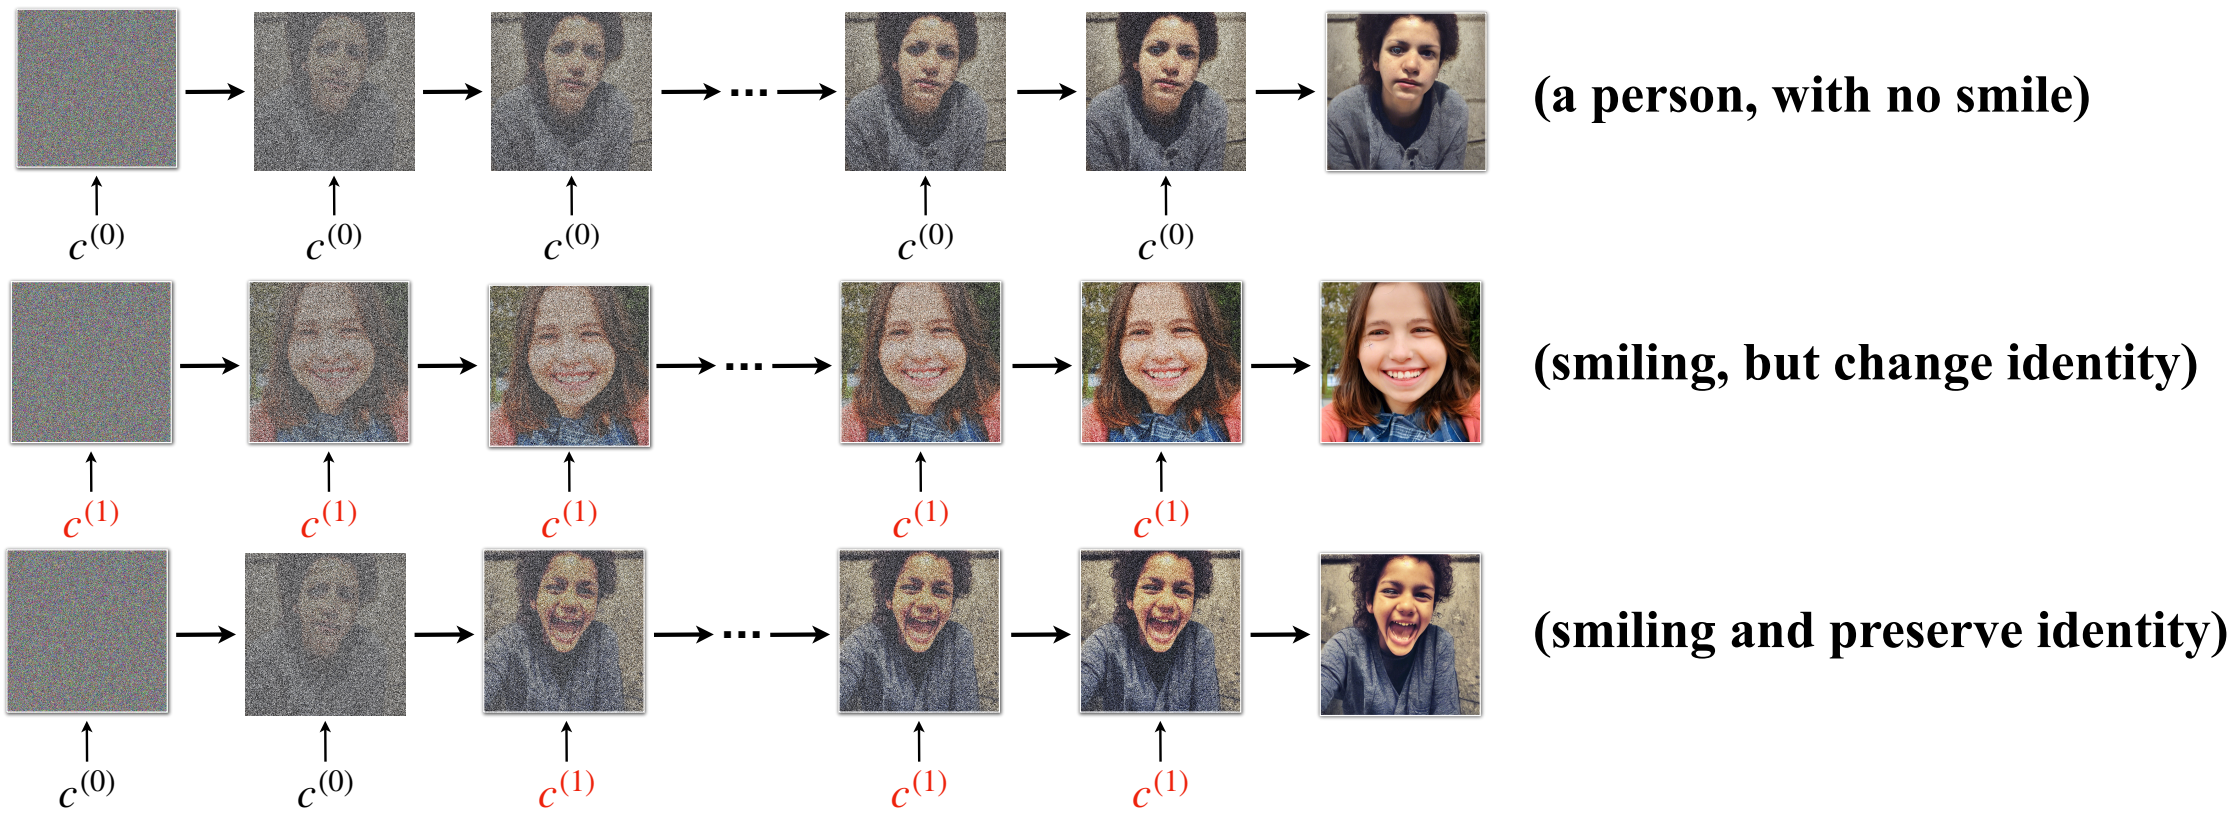 ... (a person, with no smile)
c(0) c(0) c(0) c(0) c(0)
... (smiling, but change identity)
c(1) c(1) c(1) c(1) c(1)
... (smiling and preserve identity)
c(0) c(0) c(1) c(1) c(1)